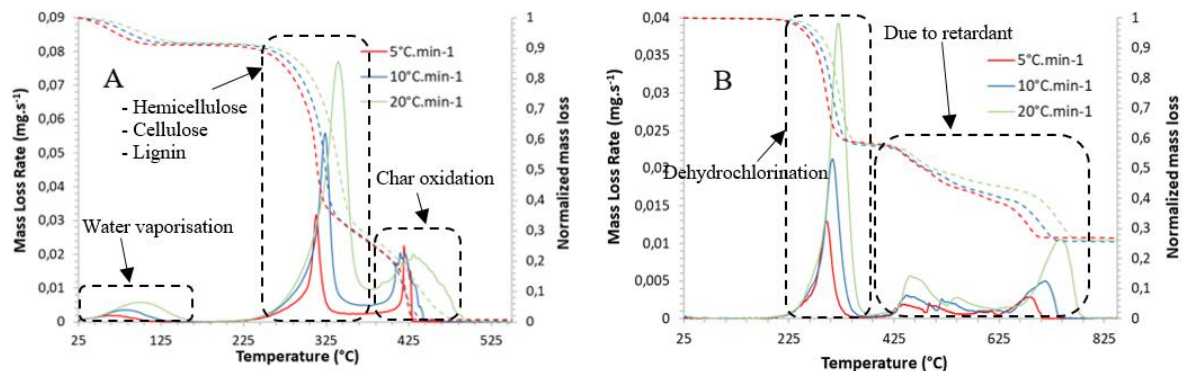 A
Mass Loss Rate (mg.s⁻¹)
0,09
0,08
0,07
0,06
0,05
0,04
0,03
0,02
0,01
0
1
0,9
0,8
0,7
0,6
0,5
0,4
0,3
0,2
0,1
0
Normalized mass loss
5°C.min-1
10°C.min-1
20°C.min-1
- Hemicellulose
- Cellulose
- Lignin
Char oxidation
Water vaporisation
25 125 225 325 425 525
Temperature (°C)
B
Mass Loss Rate (mg.s⁻¹)
0,04
0,035
0,03
0,025
0,02
0,015
0,01
0,005
0
1
0,9
0,8
0,7
0,6
0,5
0,4
0,3
0,2
0,1
0
Normalized mass loss
Due to retardant
5°C.min-1
10°C.min-1
20°C.min-1
Dehydrochlorination
25 225 425 625 825
Temperature (°C)